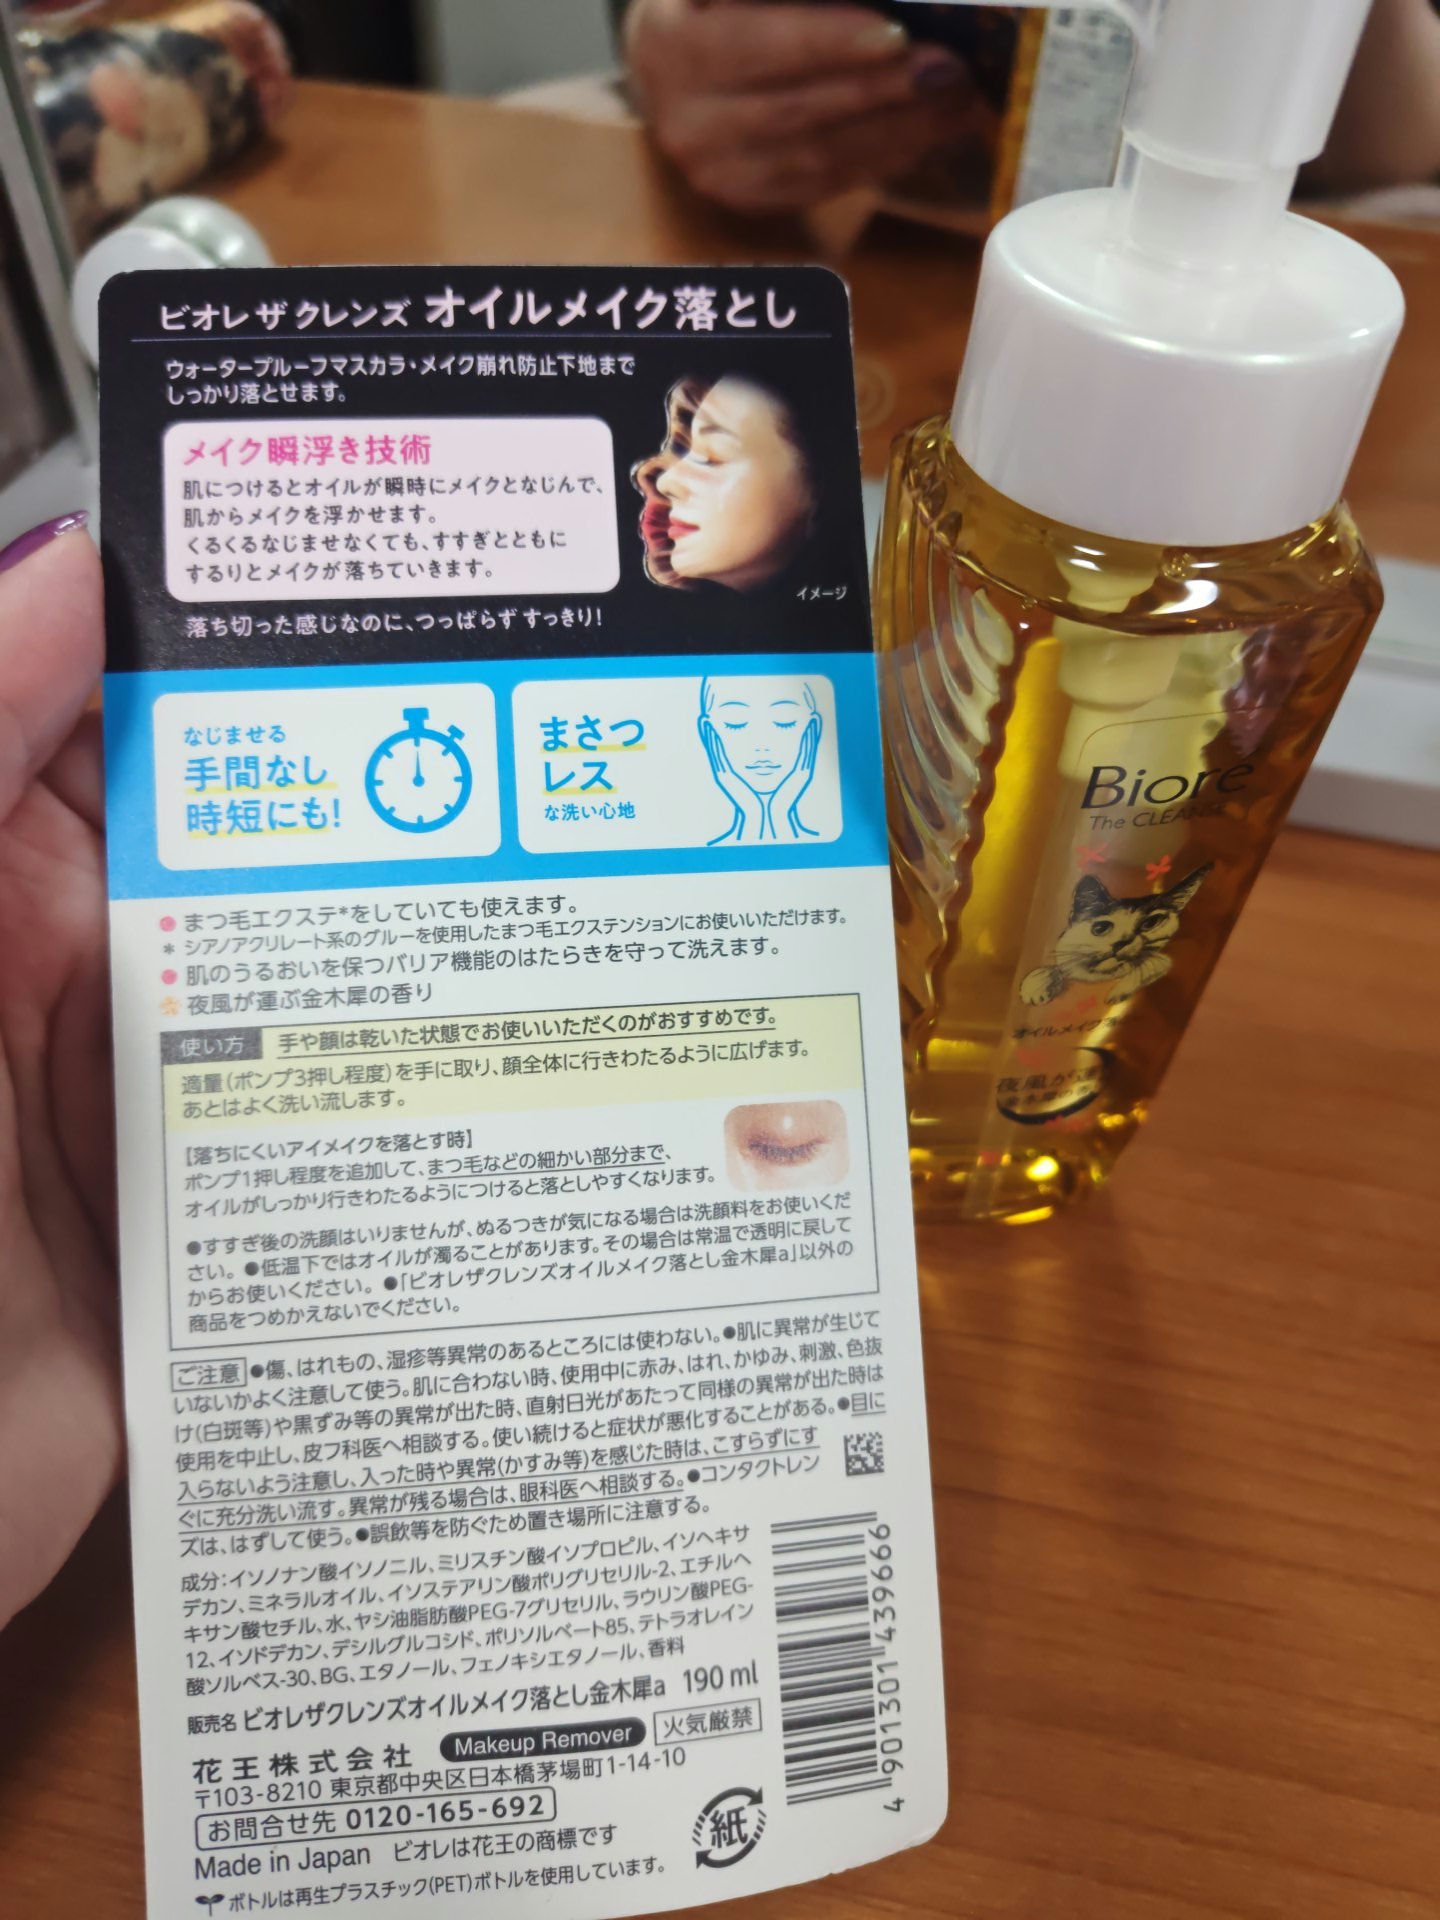 ビオレ ザ クレンズ オイルメイク落とし
ウォータープルーフマスカラ・メイク崩れ防止下地まで
しっかり落とせます。
メイク瞬浮き技術
肌につけるとオイルが瞬時にメイクとなじんで、
肌からメイクを浮かせます。
くるくるなじませなくても、すすぎとともに
するりとメイクが落ちていきます。
イメージ
落ち切った感じなのに、つっぱらず すっきり!
なじませる
手間なし
時短にも!
まさつ
レス
な洗い心地
● まつ毛エクステ*をしていても使えます。
* シアノアクリレート系のグルーを使用したまつ毛エクステンションにお使いいただけます。
● 肌のうるおいを保つバリア機能のはたらきを守って洗えます。
夜風が運ぶ金木犀の香り
使い方 手や顔は乾いた状態でお使いいただくのがおすすめです。
適量(ポンプ3押し程度)を手に取り、顔全体に行きわたるように広げます。
あとはよく洗い流します。
【落ちにくいアイメイクを落とす時】
ポンプ1押し程度を追加して、まつ毛などの細かい部分まで、
オイルがしっかり行きわたるようにつけると落としやすくなります。
●すすぎ後の洗顔はいりませんが、ぬるつきが気になる場合は洗顔料をお使いくだ
さい。●低温下ではオイルが濁ることがあります。その場合は常温で透明に戻して
からお使いください。●「ビオレザクレンズオイルメイク落とし金木犀a」以外の
商品をつめかえないでください。
ご注意 ●傷、はれもの、湿疹等異常のあるところには使わない。●肌に異常が生じて
いないかよく注意して使う。肌に合わない時、使用中に赤み、はれ、かゆみ、刺激、色抜
け(白斑等)や黒ずみ等の異常が出た時、直射日光があたって同様の異常が出た時は
使用を中止し、皮フ科医へ相談する。使い続けると症状が悪化することがある。●目に
入らないよう注意し、入った時や異常(かすみ等)を感じた時は、こすらずにす
ぐに充分洗い流す。異常が残る場合は、眼科医へ相談する。●コンタクトレン
ズは、はずして使う。●誤飲等を防ぐため置き場所に注意する。
成分:イソノナン酸イソノニル、ミリスチン酸イソプロピル、イソヘキサ
デカン、ミネラルオイル、イソステアリン酸ポリグリセリル-2、エチルヘ
キサン酸セチル、水、ヤシ油脂肪酸PEG-7グリセリル、ラウリン酸PEG-
12、イソドデカン、デシルグルコシド、ポリソルベート85、テトラオレイン
酸ソルベス-30、BG、エタノール、フェノキシエタノール、香料
販売名 ビオレザクレンズオイルメイク落とし金木犀a 190ml
花王株式会社 Makeup Remover 火気厳禁
〒103-8210 東京都中央区日本橋茅場町1-14-10
お問合せ先 0120-165-692
Made in Japan ビオレは花王の商標です
ボトルは再生プラスチック(PET)ボトルを使用しています。
紙
4 901301 439666
Biore
The CLEANSE
オイルメイク落
夜風が運
金木犀の香